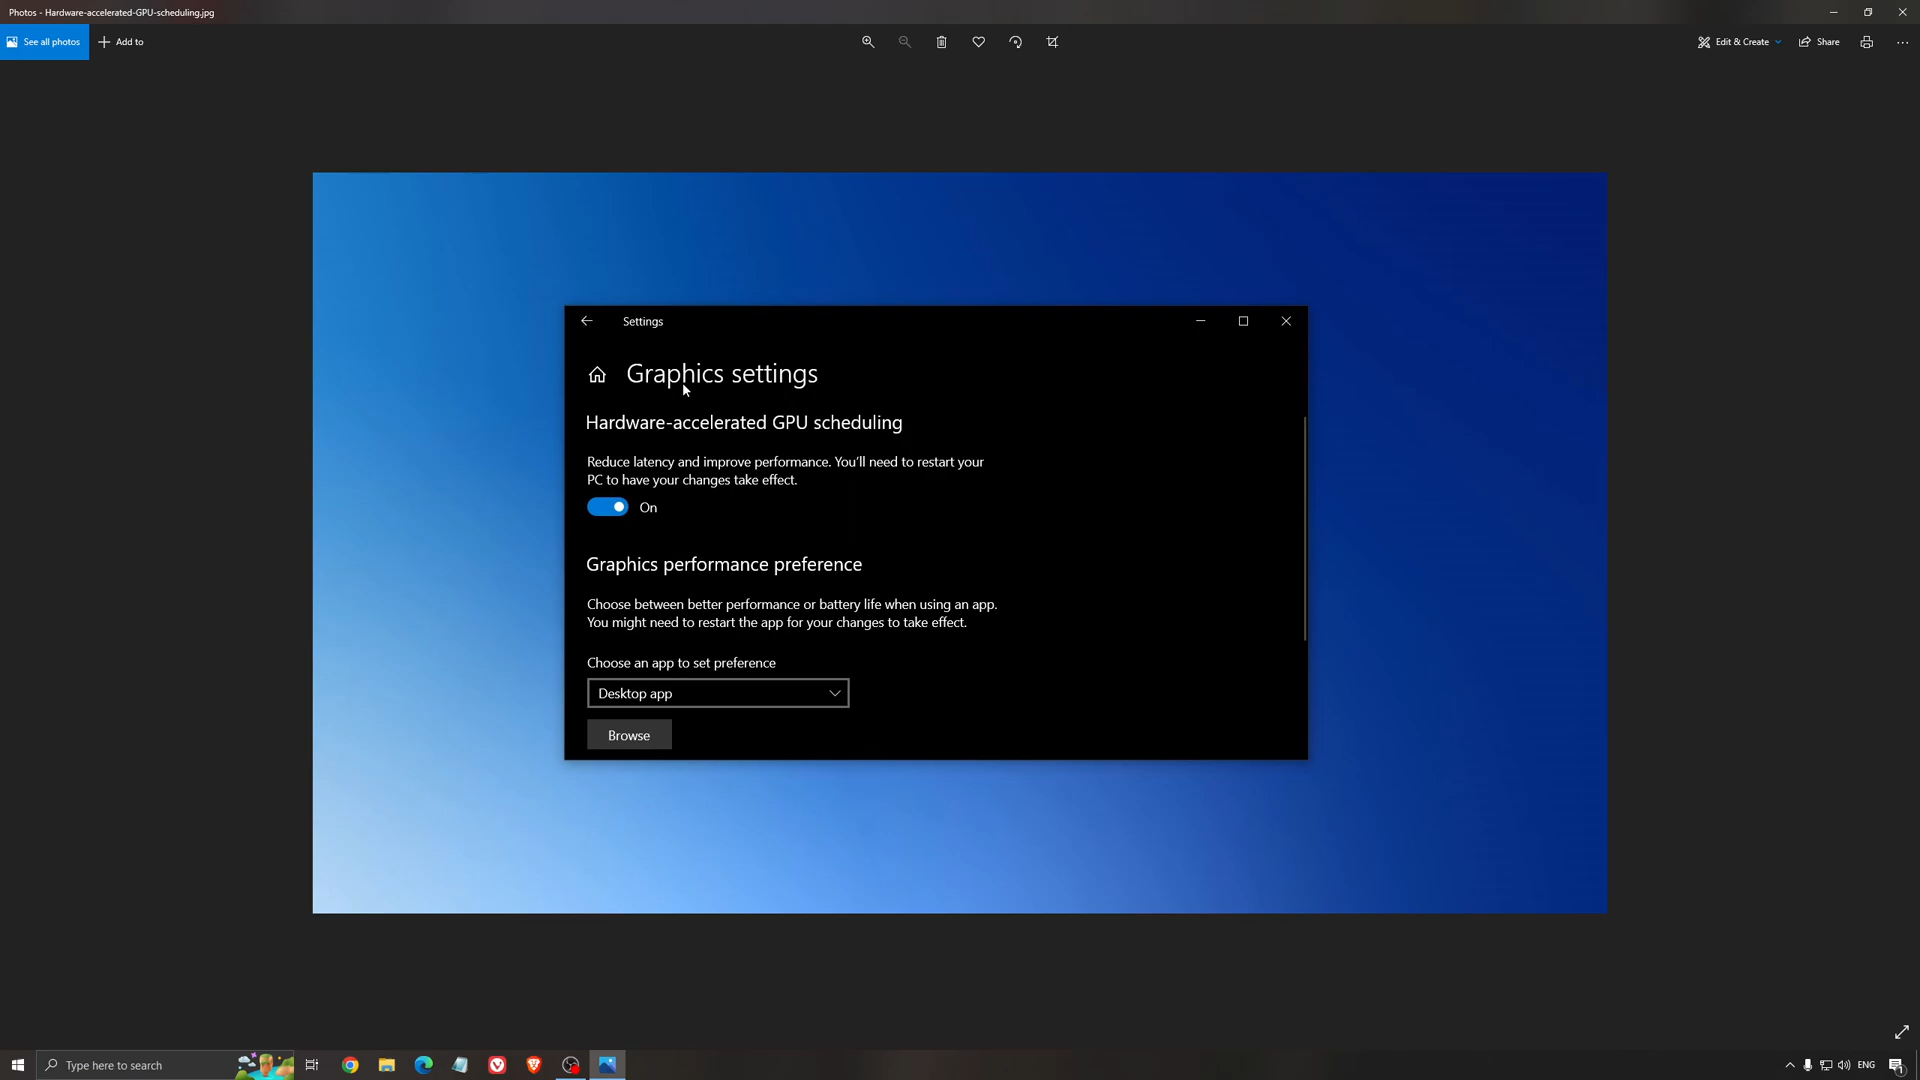 Photos - Hardware-accelerated-GPU-scheduling.jpg
See all photos
Add to
Edit & Create
Share
Settings
Graphics settings
Hardware-accelerated GPU scheduling
Reduce latency and improve performance. You'll need to restart your
PC to have your changes take effect.
On
Graphics performance preference
Choose between better performance or battery life when using an app.
You might need to restart the app for your changes to take effect.
Choose an app to set preference
Desktop app
Browse
Type here to search
ENG
1